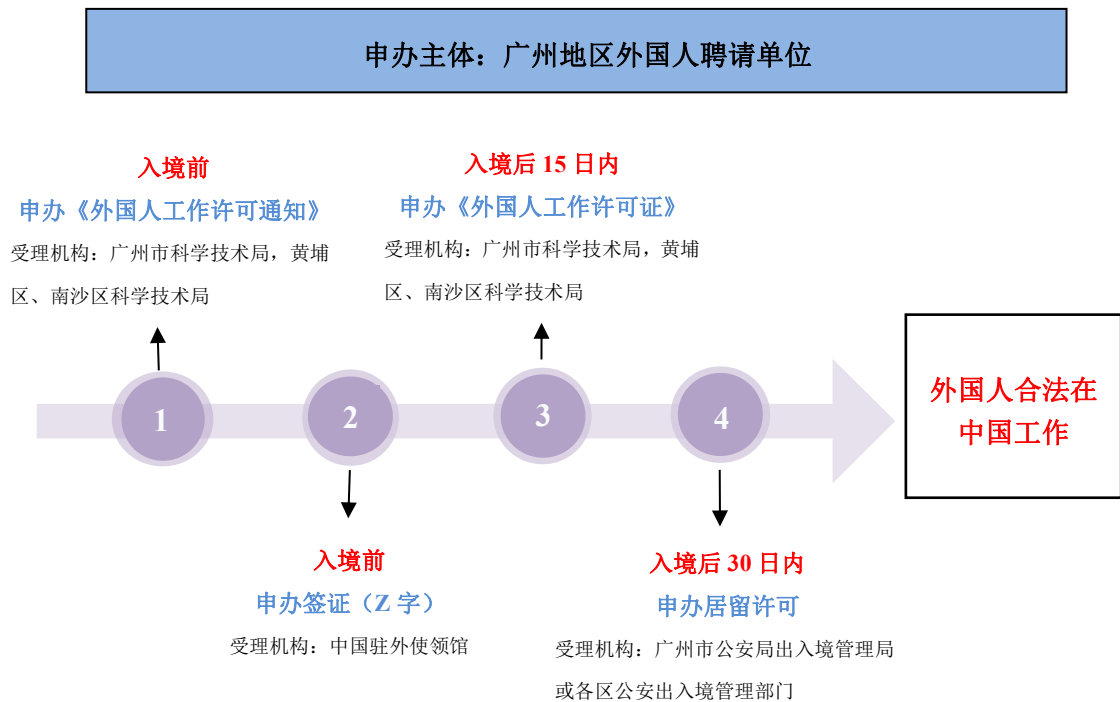 申办主体：广州地区外国人聘请单位
入境前
申办《外国人工作许可通知》
受理机构：广州市科学技术局，黄埔
区、南沙区科学技术局
入境后 15 日内
申办《外国人工作许可证》
受理机构：广州市科学技术局，黄埔
区、南沙区科学技术局
1
2
3
4
外国人合法在
中国工作
入境前
申办签证（Z 字）
受理机构：中国驻外使领馆
入境后 30 日内
申办居留许可
受理机构：广州市公安局出入境管理局
或各区公安出入境管理部门